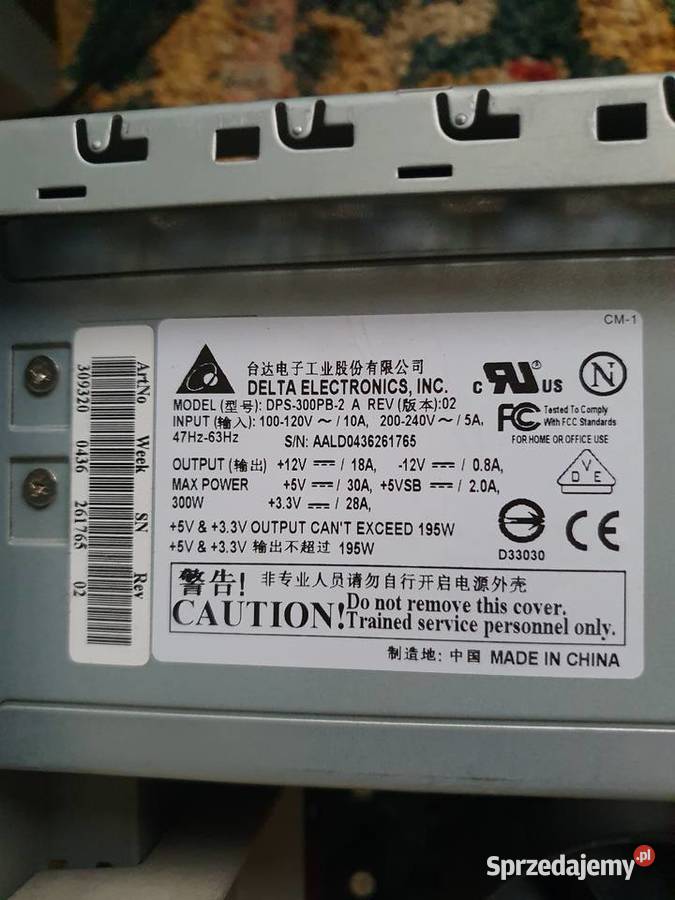 CM-1
台达电子工业股份有限公司
DELTA ELECTRONICS, INC.
MODEL (型号): DPS-300PB-2 A REV (版本):02
INPUT (输入): 100-120V ~ / 10A, 200-240V ~ / 5A,
47Hz-63Hz
S/N: AALD0436261765
OUTPUT (输出) +12V ⎓ / 18A, -12V ⎓ / 0.8A,
MAX POWER +5V ⎓ / 30A, +5VSB ⎓ / 2.0A,
300W +3.3V ⎓ / 28A,
+5V & +3.3V OUTPUT CAN'T EXCEED 195W
+5V & +3.3V 输出不超过 195W
c RU ® US
N
FC Tested To Comply
With FCC Standards
FOR HOME OR OFFICE USE
D V E
D33030
CE
警告! 非专业人员请勿自行开启电源外壳
CAUTION! Do not remove this cover.
Trained service personnel only.
制造地: 中国 MADE IN CHINA
ArtNo Week SN Rev
309320 0436 261765 02
Sprzedajemy.pl